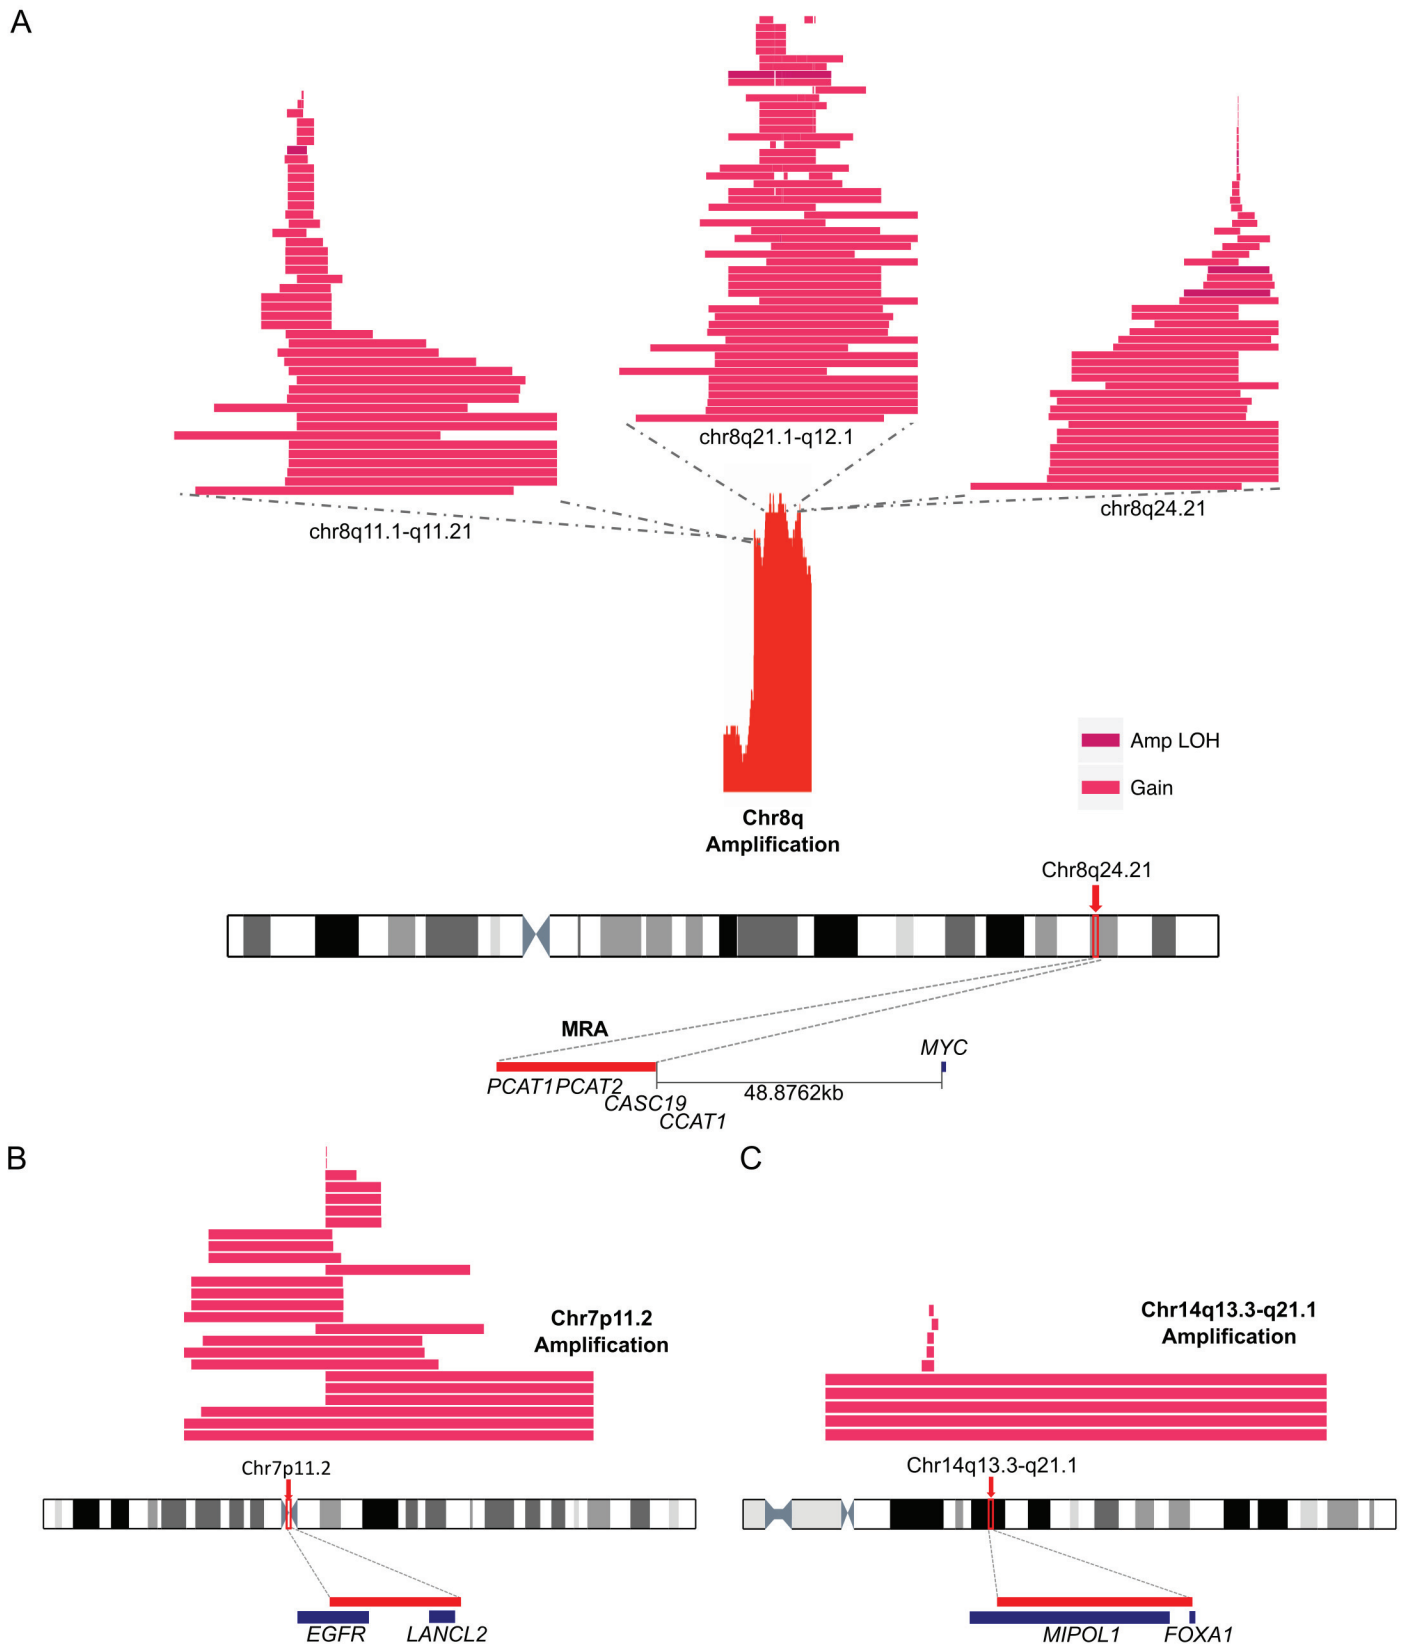 A
chr8q21.1-q12.1
chr8q11.1-q11.21
chr8q24.21
Amp LOH
Gain
Chr8q
Amplification
Chr8q24.21
MRA
MYC
PCAT1PCAT2
48.8762kb
CASC19
CCAT1
B
C
Chr7p11.2
Amplification
Chr14q13.3-q21.1
Amplification
Chr7p11.2
Chr14q13.3-q21.1
EGFR
LANCL2
MIPOL1
FOXA1